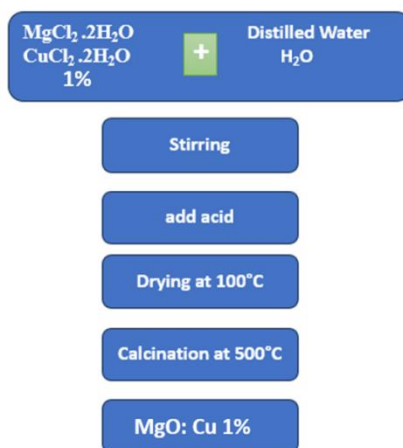 MgCl₂ .2H₂O
CuCl₂ .2H₂O
1%
+
Distilled Water
H₂O
Stirring
add acid
Drying at 100°C
Calcination at 500°C
MgO: Cu 1%